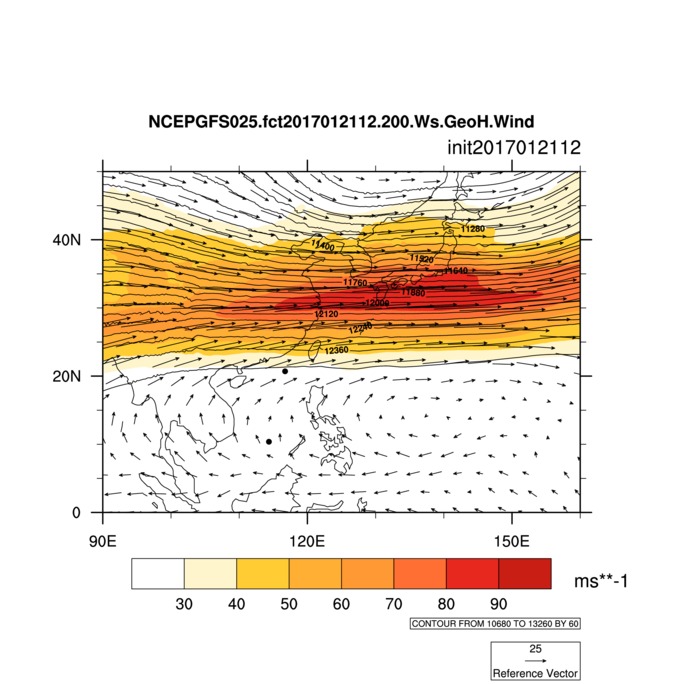 NCEPGFS025.fct2017012112.200.Ws.GeoH.Wind
init2017012112
11280
11400
11520
11640
11760
11880
12000
12120
12240
12360
40N
20N
0
90E 120E 150E
30 40 50 60 70 80 90
ms**-1
CONTOUR FROM 10680 TO 13260 BY 60
25
Reference Vector